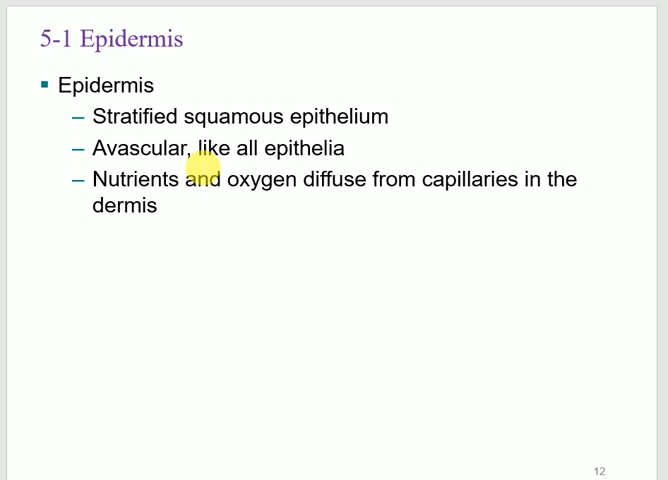 5-1 Epidermis
▪ Epidermis
– Stratified squamous epithelium
– Avascular, like all epithelia
– Nutrients and oxygen diffuse from capillaries in the
dermis
12